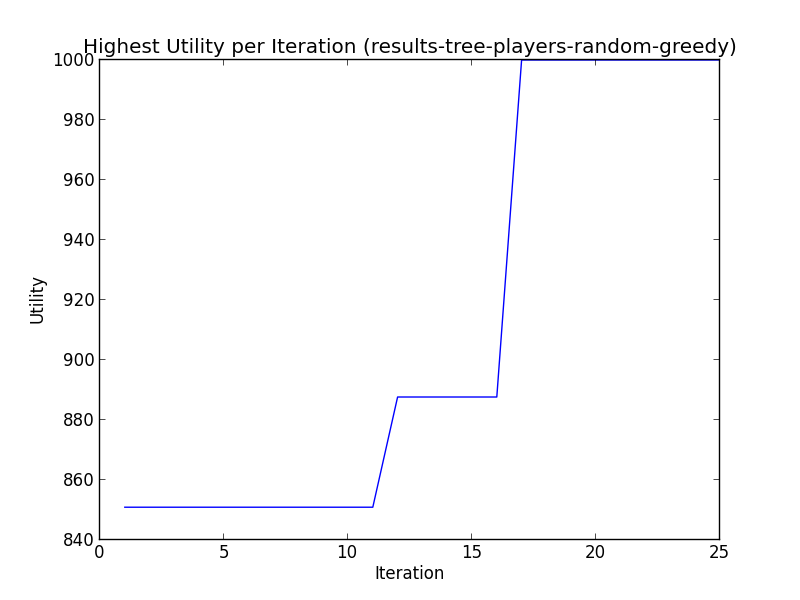 Highest Utility per Iteration (results-tree-players-random-greedy)
1000
980
960
940
920
900
880
860
840
Utility
0 5 10 15 20 25
Iteration